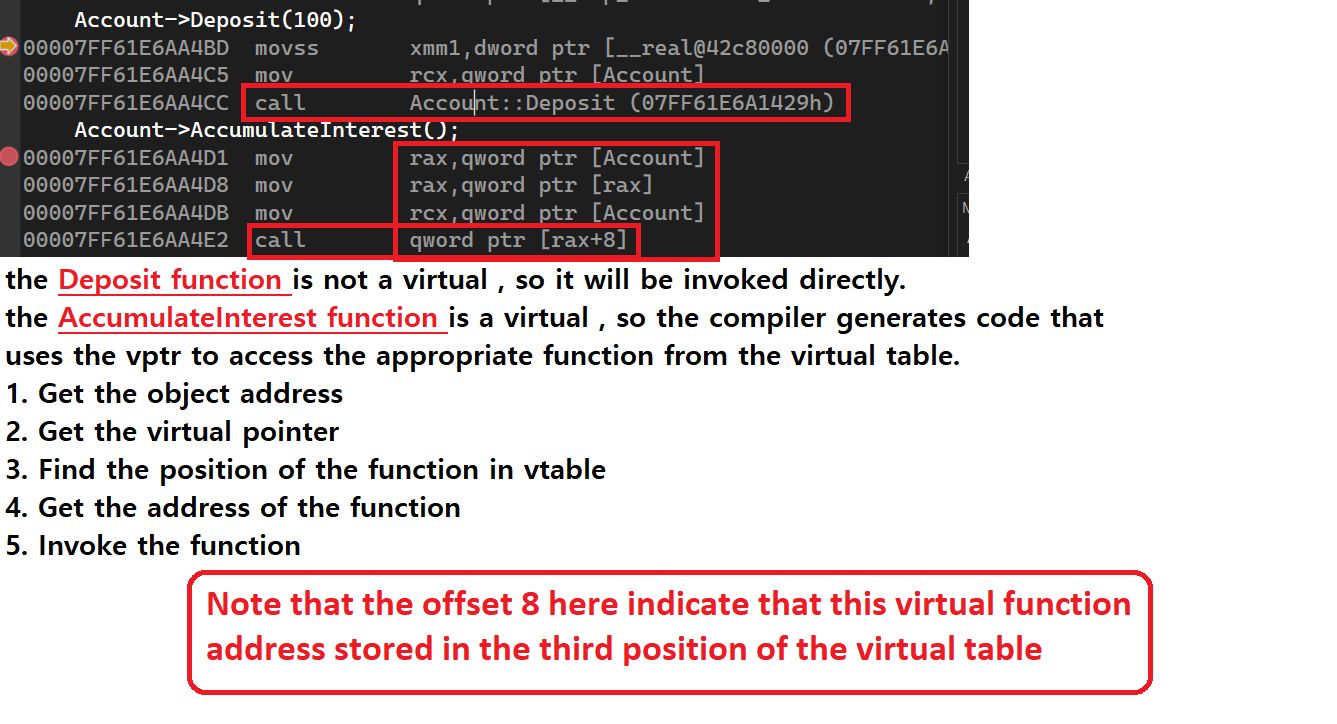 Account->Deposit(100);
00007FF61E6AA4BD movss xmm1,dword ptr [__real@42c80000 (07FF61E6A
00007FF61E6AA4C5 mov rcx,qword ptr [Account]
00007FF61E6AA4CC call Account::Deposit (07FF61E6A1429h)
Account->AccumulateInterest();
00007FF61E6AA4D1 mov rax,qword ptr [Account]
00007FF61E6AA4D8 mov rax,qword ptr [rax]
00007FF61E6AA4DB mov rcx,qword ptr [Account]
00007FF61E6AA4E2 call qword ptr [rax+8]
the Deposit function is not a virtual , so it will be invoked directly.
the AccumulateInterest function is a virtual , so the compiler generates code that
uses the vptr to access the appropriate function from the virtual table.
1. Get the object address
2. Get the virtual pointer
3. Find the position of the function in vtable
4. Get the address of the function
5. Invoke the function
Note that the offset 8 here indicate that this virtual function
address stored in the third position of the virtual table